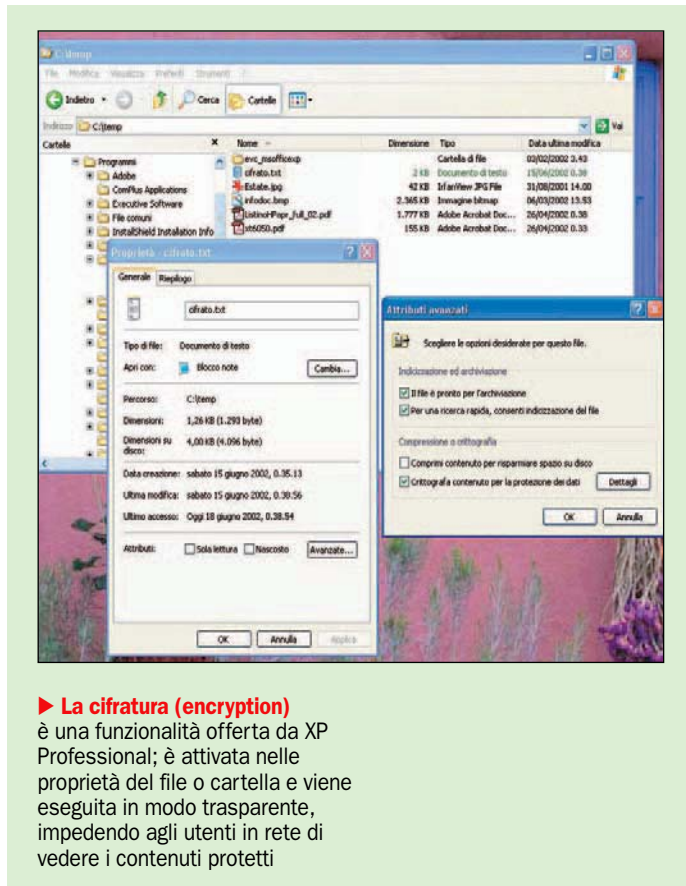 C:\temp
File Modifica Visualizza Preferiti Strumenti ?
Indietro Cerca Cartelle
Indirizzo C:\temp Vai
Cartelle x Nome Dimensione Tipo Data ultima modifica
Programmi
Adobe
ComPlus Applications
Executive Software
File comuni
InstallShield Installation Info
evc_msofficexp Cartella di file 03/02/2002 3.43
cifrato.txt 2 KB Documento di testo 15/06/2002 0.38
Estate.jpg 42 KB IrfanView JPG File 31/08/2001 14.00
infodoc.bmp 2.365 KB Immagine bitmap 06/03/2002 13.53
ListinoHPopr_full_02.pdf 1.777 KB Adobe Acrobat Doc... 26/04/2002 0.38
xt6050.pdf 155 KB Adobe Acrobat Doc... 26/04/2002 0.33
Proprietà - cifrato.txt
Generale Riepilogo
cifrato.txt
Tipo di file: Documento di testo
Apri con: Blocco note Cambia...
Percorso: C:\temp
Dimensioni: 1,26 KB (1.293 byte)
Dimensioni su disco: 4,00 KB (4.096 byte)
Data creazione: sabato 15 giugno 2002, 0.35.13
Ultima modifica: sabato 15 giugno 2002, 0.38.56
Ultimo accesso: Oggi 18 giugno 2002, 0.38.54
Attributi: Sola lettura Nascosto Avanzate...
OK Annulla Applica
Attributi avanzati
Scegliere le opzioni desiderate per questo file.
Indicizzazione ed archiviazione
Il file è pronto per l'archiviazione
Per una ricerca rapida, consenti indicizzazione del file
Compressione o crittografia
Comprimi contenuto per risparmiare spazio su disco
Crittografa contenuto per la protezione dei dati Dettagli
OK Annulla
▶ La cifratura (encryption)
è una funzionalità offerta da XP
Professional; è attivata nelle
proprietà del file o cartella e viene
eseguita in modo trasparente,
impedendo agli utenti in rete di
vedere i contenuti protetti